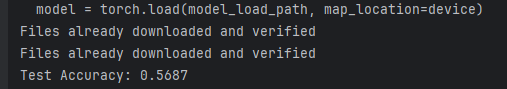 model = torch.load(model_load_path, map_location=device)
Files already downloaded and verified
Files already downloaded and verified
Test Accuracy: 0.5687